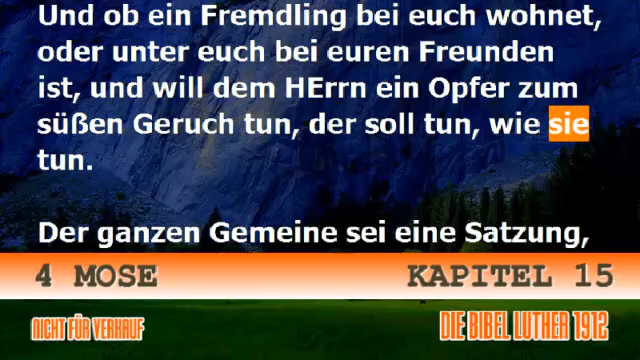 Und ob ein Fremdling bei euch wohnet,
oder unter euch bei euren Freunden
ist, und will dem HErrn ein Opfer zum
süßen Geruch tun, der soll tun, wie sie
tun.
Der ganzen Gemeine sei eine Satzung,
4 MOSE KAPITEL 15
NICHT FÜR VERKAUF DIE BIBEL LUTHER 1912